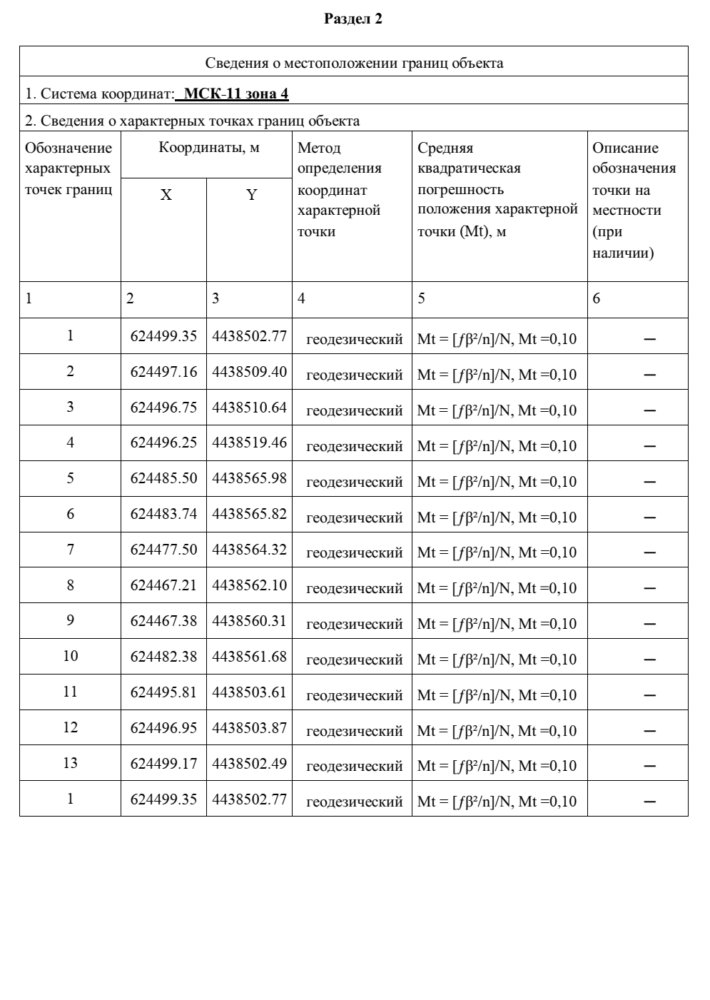 Раздел 2
Сведения о местоположении границ объекта
1. Система координат:  МСК-11 зона 4
2. Сведения о характерных точках границ объекта
Обозначение характерных точек границ | Координаты, м | Метод определения координат характерной точки | Средняя квадратическая погрешность положения характерной точки (Mt), м | Описание обозначения точки на местности (при наличии)
X | Y
1 | 2 | 3 | 4 | 5 | 6
1 | 624499.35 | 4438502.77 | геодезический | Mt = [ƒβ²/n]/N, Mt =0,10 | —
2 | 624497.16 | 4438509.40 | геодезический | Mt = [ƒβ²/n]/N, Mt =0,10 | —
3 | 624496.75 | 4438510.64 | геодезический | Mt = [ƒβ²/n]/N, Mt =0,10 | —
4 | 624496.25 | 4438519.46 | геодезический | Mt = [ƒβ²/n]/N, Mt =0,10 | —
5 | 624485.50 | 4438565.98 | геодезический | Mt = [ƒβ²/n]/N, Mt =0,10 | —
6 | 624483.74 | 4438565.82 | геодезический | Mt = [ƒβ²/n]/N, Mt =0,10 | —
7 | 624477.50 | 4438564.32 | геодезический | Mt = [ƒβ²/n]/N, Mt =0,10 | —
8 | 624467.21 | 4438562.10 | геодезический | Mt = [ƒβ²/n]/N, Mt =0,10 | —
9 | 624467.38 | 4438560.31 | геодезический | Mt = [ƒβ²/n]/N, Mt =0,10 | —
10 | 624482.38 | 4438561.68 | геодезический | Mt = [ƒβ²/n]/N, Mt =0,10 | —
11 | 624495.81 | 4438503.61 | геодезический | Mt = [ƒβ²/n]/N, Mt =0,10 | —
12 | 624496.95 | 4438503.87 | геодезический | Mt = [ƒβ²/n]/N, Mt =0,10 | —
13 | 624499.17 | 4438502.49 | геодезический | Mt = [ƒβ²/n]/N, Mt =0,10 | —
1 | 624499.35 | 4438502.77 | геодезический | Mt = [ƒβ²/n]/N, Mt =0,10 | —